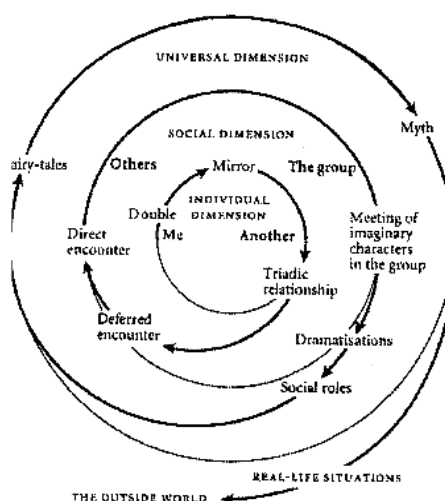 UNIVERSAL DIMENSION
Myth
SOCIAL DIMENSION
airy-tales
Others
Mirror
The group
INDIVIDUAL
DIMENSION
Double
Me
Another
Direct
encounter
Meeting of
imaginary
characters
in the group
Triadic
relationship
Deferred
encounter
Dramatisations
Social roles
REAL-LIFE SITUATIONS
THE OUTSIDE WORLD